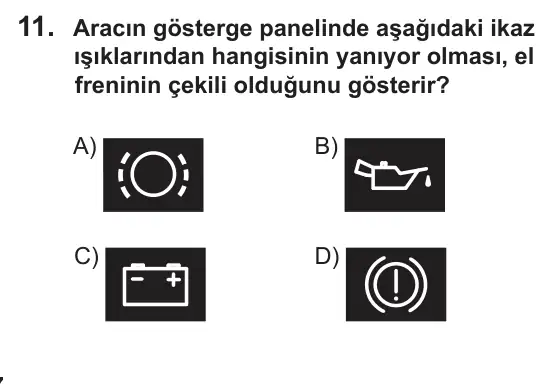 11. Aracın gösterge panelinde aşağıdaki ikaz
ışıklarından hangisinin yanıyor olması, el
freninin çekili olduğunu gösterir?
A) B)
- +
C) D) !